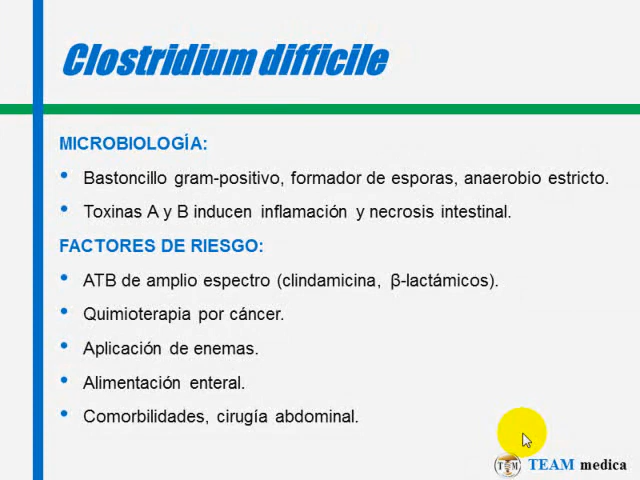 Clostridium difficile
MICROBIOLOGÍA:
• Bastoncillo gram-positivo, formador de esporas, anaerobio estricto.
• Toxinas A y B inducen inflamación y necrosis intestinal.
FACTORES DE RIESGO:
• ATB de amplio espectro (clindamicina, β-lactámicos).
• Quimioterapia por cáncer.
• Aplicación de enemas.
• Alimentación enteral.
• Comorbilidades, cirugía abdominal.
TEAM medica